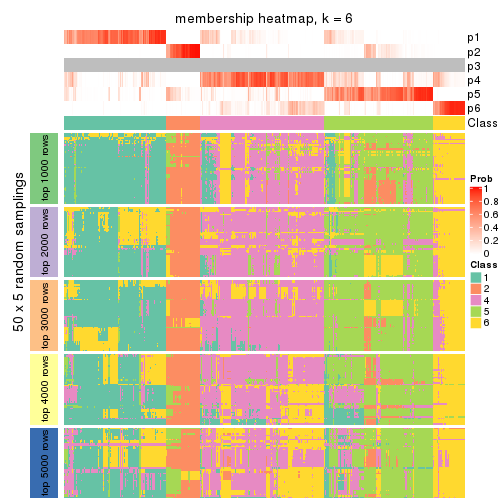 membership heatmap, k = 6
p1
p2
p3
p4
p5
p6
Class
50 x 5 random samplings
top 1000 rows
top 2000 rows
top 3000 rows
top 4000 rows
top 5000 rows
Prob
1
0.8
0.6
0.4
0.2
0
Class
1
2
4
5
6